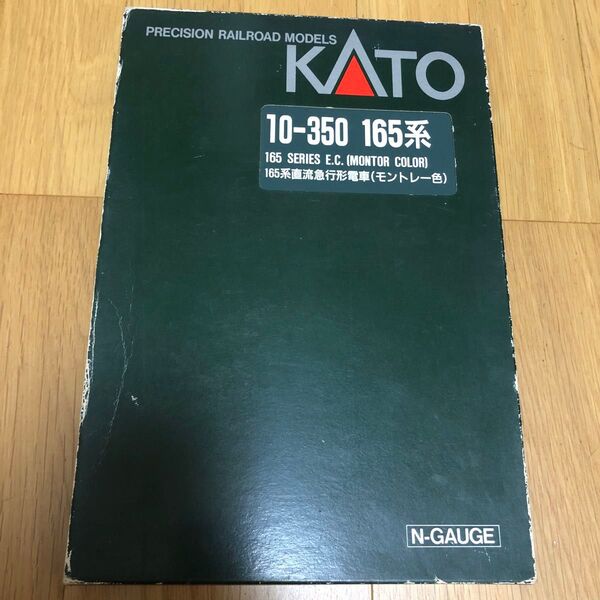 PRECISION RAILROAD MODELS
KATO
10-350 165系
165 SERIES E.C. (MONTOR COLOR)
165系直流急行形電車(モントレー色)
N-GAUGE